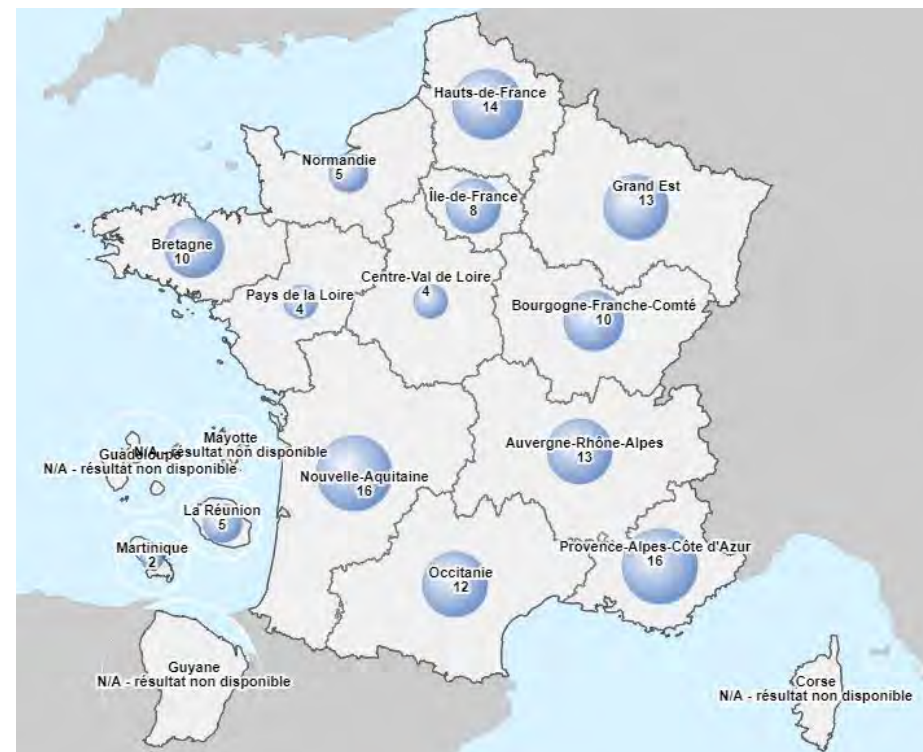 Hauts-de-France
14
Normandie
5
Île-de-France
8
Grand Est
13
Bretagne
10
Centre-Val de Loire
4
Pays de la Loire
4
Bourgogne-Franche-Comté
10
Auvergne-Rhône-Alpes
13
Mayotte
N/A - résultat non disponible
Guadeloupe
N/A - résultat non disponible
Nouvelle-Aquitaine
16
La Réunion
5
Martinique
2
Provence-Alpes-Côte d'Azur
16
Occitanie
12
Guyane
N/A - résultat non disponible
Corse
N/A - résultat non disponible